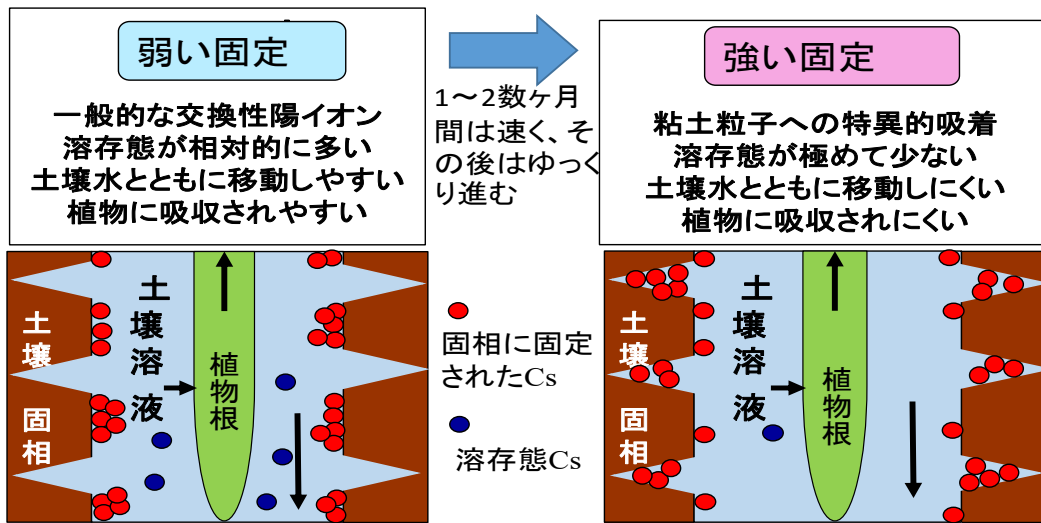 弱い固定
一般的な交換性陽イオン
溶存態が相対的に多い
土壌水とともに移動しやすい
植物に吸収されやすい
1～2数ヶ月
間は速く、そ
の後はゆっく
り進む
強い固定
粘土粒子への特異的吸着
溶存態が極めて少ない
土壌水とともに移動しにくい
植物に吸収されにくい
土壌固相
土壌溶液
植物根
固相に固定
されたCs
溶存態Cs
土壌固相
土壌溶液
植物根